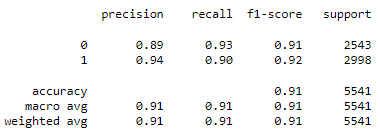 precision recall f1-score support
0 0.89 0.93 0.91 2543
1 0.94 0.90 0.92 2998
accuracy 0.91 5541
macro avg 0.91 0.91 0.91 5541
weighted avg 0.91 0.91 0.91 5541